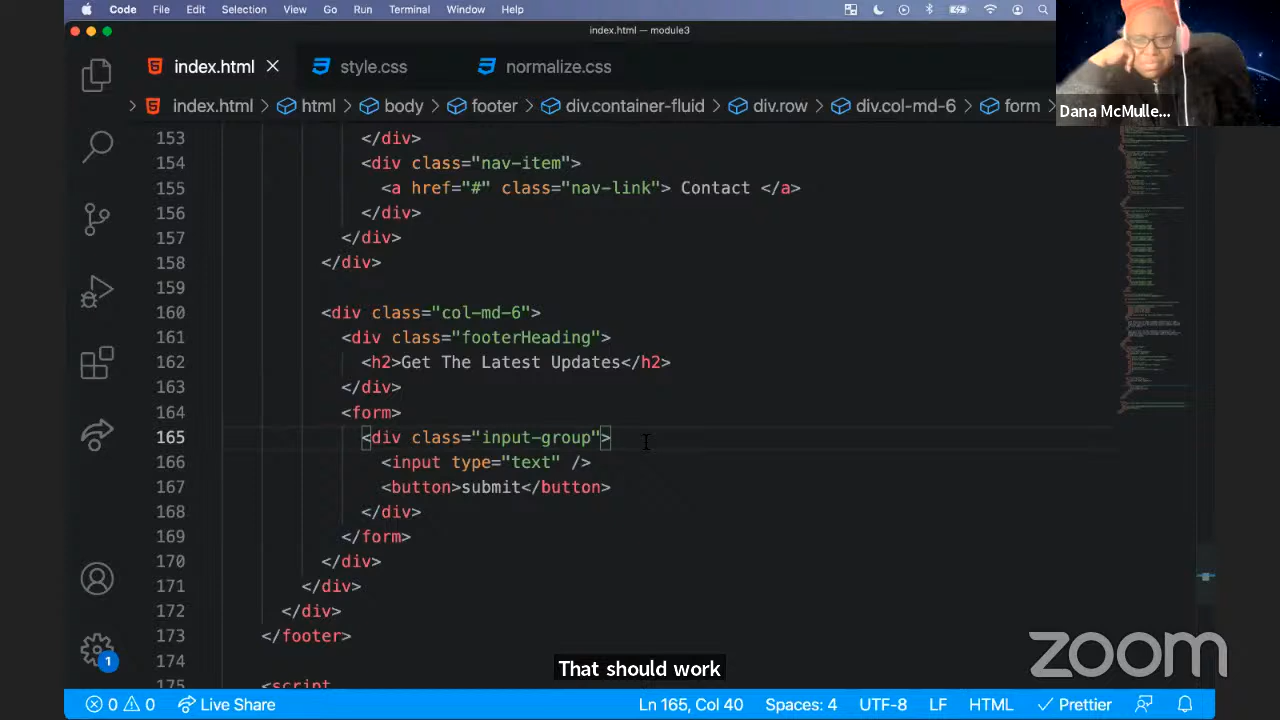 Code File Edit Selection View Go Run Terminal Window Help
index.html — module3
index.html style.css normalize.css
index.html html body footer div.container-fluid div.row div.col-md-6 form
Dana McMulle...
153 </div>
154 <div class="nav-item">
155 <a href="#" class="nav-link"> Contact </a>
156 </div>
157 </div>
158 </div>
159
160 <div class="col-md-6">
161 <div class="footerHeading">
162 <h2>Get The Latest Updates</h2>
163 </div>
164 <form>
165 <div class="input-group">
166 <input type="text" />
167 <button>submit</button>
168 </div>
169 </form>
170 </div>
171 </div>
172 </div>
173 </footer>
174
175 <script
1
That should work
zoom
0 0 Live Share Ln 165, Col 40 Spaces: 4 UTF-8 LF HTML Prettier